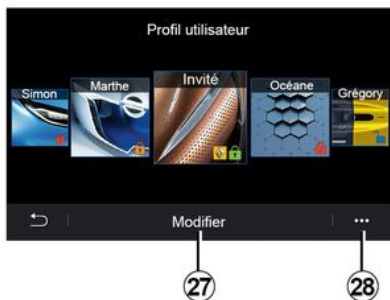 Profil utilisateur
Simon
Marthe
Invité
Océane
Grégory
Modifier
27
28